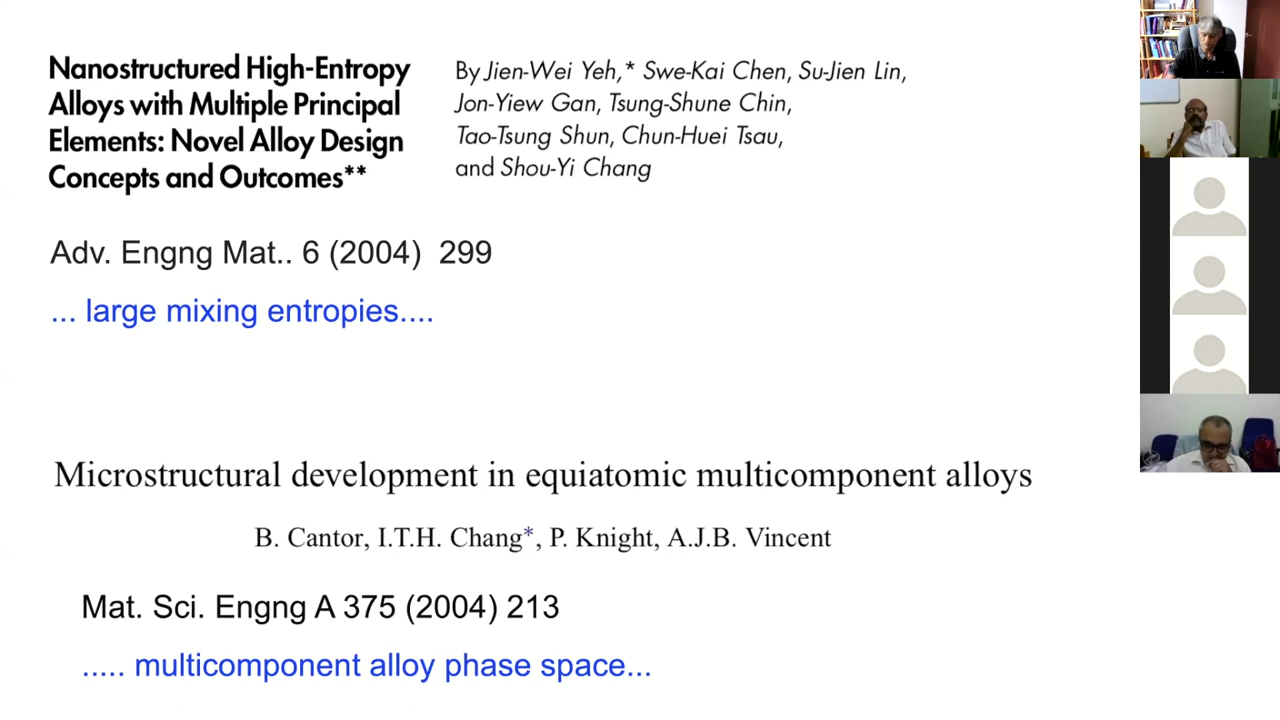 Nanostructured High-Entropy
Alloys with Multiple Principal
Elements: Novel Alloy Design
Concepts and Outcomes**
By Jien-Wei Yeh,* Swe-Kai Chen, Su-Jien Lin,
Jon-Yiew Gan, Tsung-Shune Chin,
Tao-Tsung Shun, Chun-Huei Tsau,
and Shou-Yi Chang
Adv. Engng Mat.. 6 (2004) 299
... large mixing entropies....
Microstructural development in equiatomic multicomponent alloys
B. Cantor, I.T.H. Chang*, P. Knight, A.J.B. Vincent
Mat. Sci. Engng A 375 (2004) 213
..... multicomponent alloy phase space...